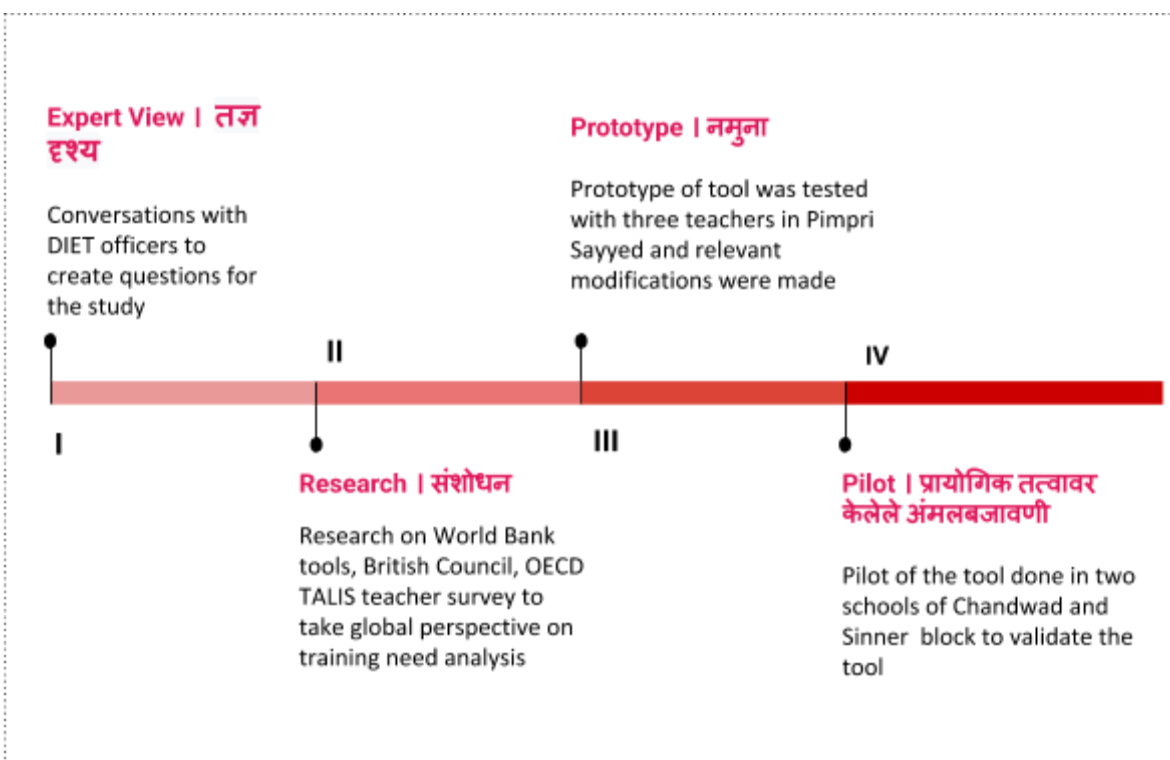 Expert View | तज्ञ
दृश्य
Conversations with
DIET officers to
create questions for
the study
I
II
Research | संशोधन
Research on World Bank
tools, British Council, OECD
TALIS teacher survey to
take global perspective on
training need analysis
Prototype | नमुना
Prototype of tool was tested
with three teachers in Pimpri
Sayyed and relevant
modifications were made
III
IV
Pilot | प्रायोगिक तत्वावर
केलेले अंमलबजावणी
Pilot of the tool done in two
schools of Chandwad and
Sinner block to validate the
tool